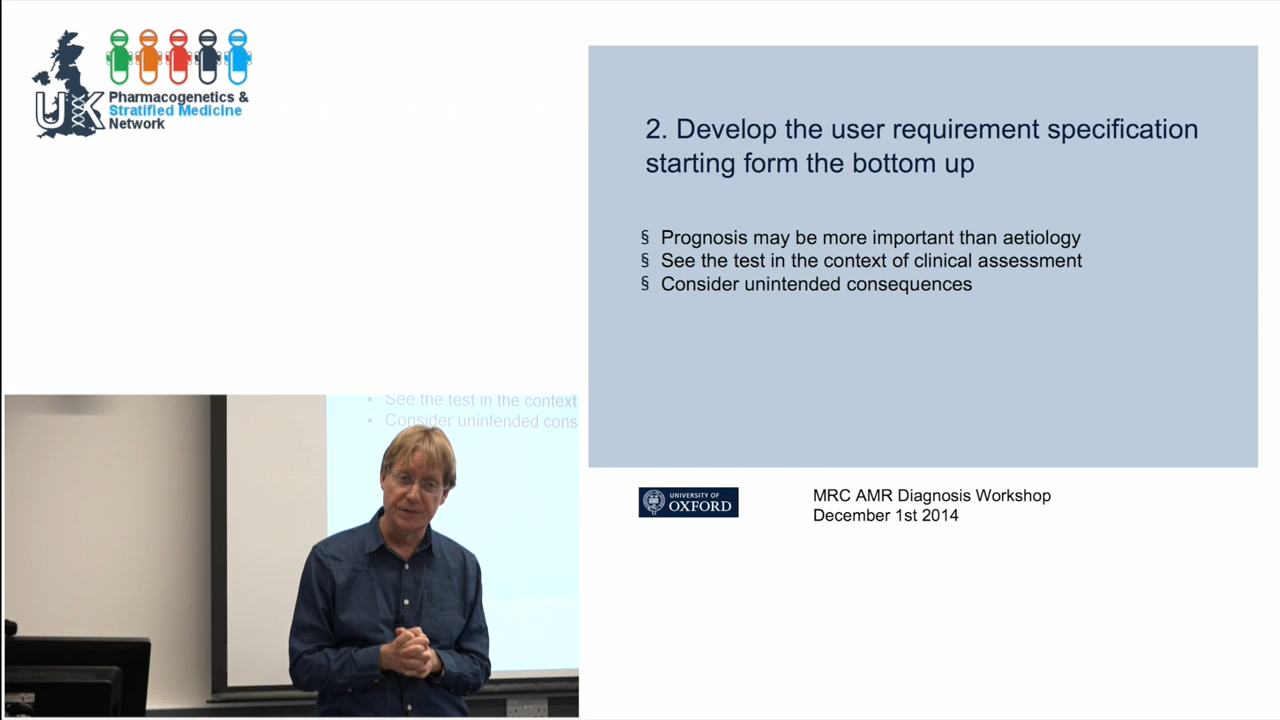 UK
Pharmacogenetics &
Stratified Medicine
Network
2. Develop the user requirement specification
starting form the bottom up
§ Prognosis may be more important than aetiology
§ See the test in the context of clinical assessment
§ Consider unintended consequences
• See the test in the context
• Consider unintended cons
UNIVERSITY OF
OXFORD
MRC AMR Diagnosis Workshop
December 1st 2014